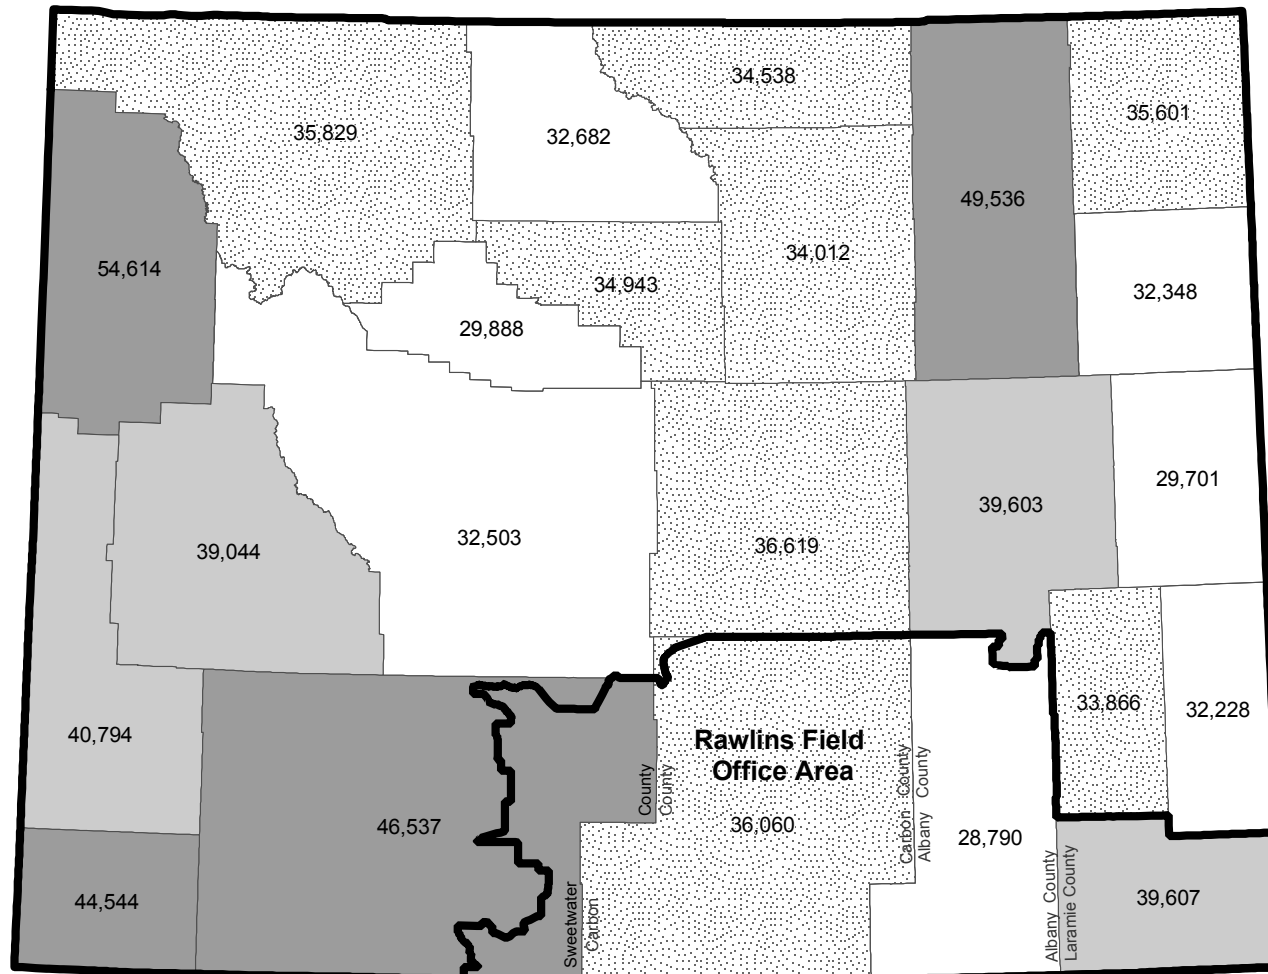 34,538
35,829
32,682
35,601
49,536
54,614
34,943
34,012
32,348
29,888
39,044
32,503
36,619
39,603
29,701
40,794
33,866
32,228
Rawlins Field
Office Area
46,537
36,060
28,790
44,544
39,607
County
County
Sweetwater
Carbon
Carbon County
Albany County
Albany County
Laramie County